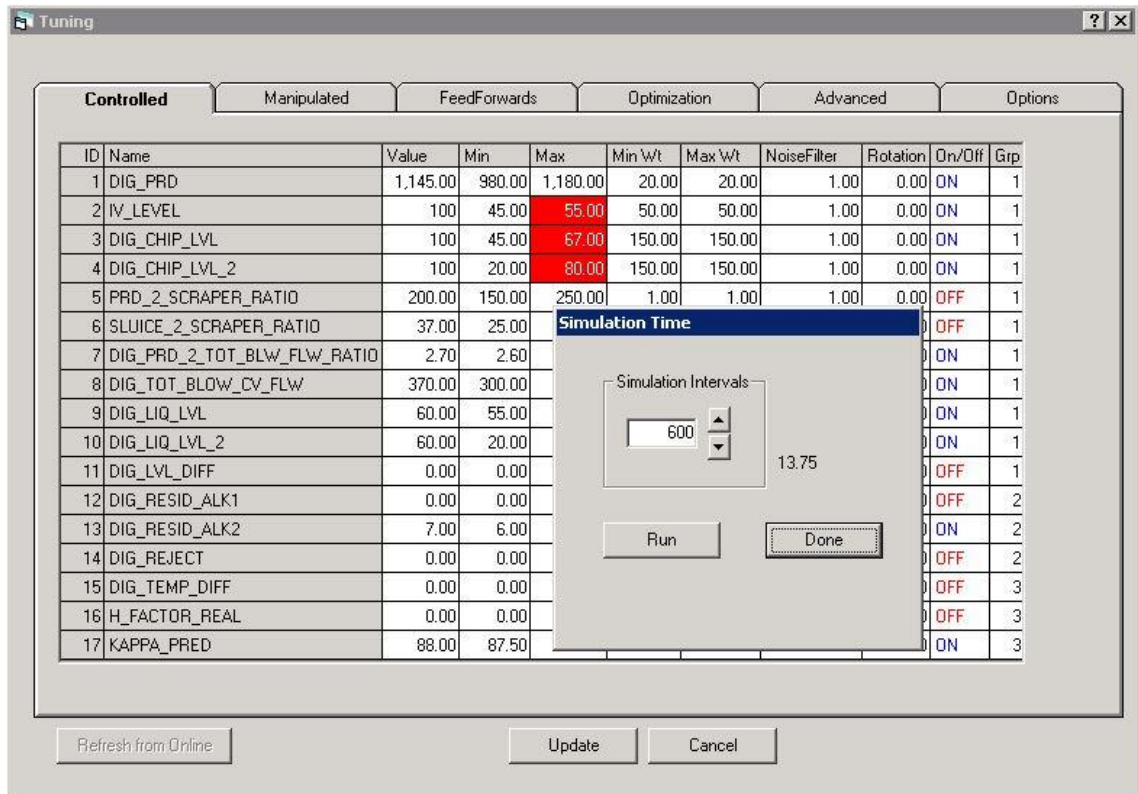 Tuning
Controlled Manipulated FeedForwards Optimization Advanced Options
ID Name Value Min Max Min Wt Max Wt NoiseFilter Rotation On/Off Grp
1 DIG_PRD 1,145.00 980.00 1,180.00 20.00 20.00 1.00 0.00 ON 1
2 IV_LEVEL 100 45.00 55.00 50.00 50.00 1.00 0.00 ON 1
3 DIG_CHIP_LVL 100 45.00 67.00 150.00 150.00 1.00 0.00 ON 1
4 DIG_CHIP_LVL_2 100 20.00 80.00 150.00 150.00 1.00 0.00 ON 1
5 PRD_2_SCRAPER_RATIO 200.00 150.00 250.00 1.00 1.00 1.00 0.00 OFF 1
6 SLUICE_2_SCRAPER_RATIO 37.00 25.00 OFF 1
7 DIG_PRD_2_TOT_BLW_FLW_RATIO 2.70 2.60 ON 1
8 DIG_TOT_BLOW_CV_FLW 370.00 300.00 ON 1
9 DIG_LIQ_LVL 60.00 55.00 ON 1
10 DIG_LIQ_LVL_2 60.00 20.00 ON 1
11 DIG_LVL_DIFF 0.00 0.00 OFF 1
12 DIG_RESID_ALK1 0.00 0.00 OFF 2
13 DIG_RESID_ALK2 7.00 6.00 ON 2
14 DIG_REJECT 0.00 0.00 OFF 2
15 DIG_TEMP_DIFF 0.00 0.00 OFF 3
16 H_FACTOR_REAL 0.00 0.00 OFF 3
17 KAPPA_PRED 88.00 87.50 ON 3
Simulation Time
Simulation Intervals
600
13.75
Run Done
Refresh from Online Update Cancel